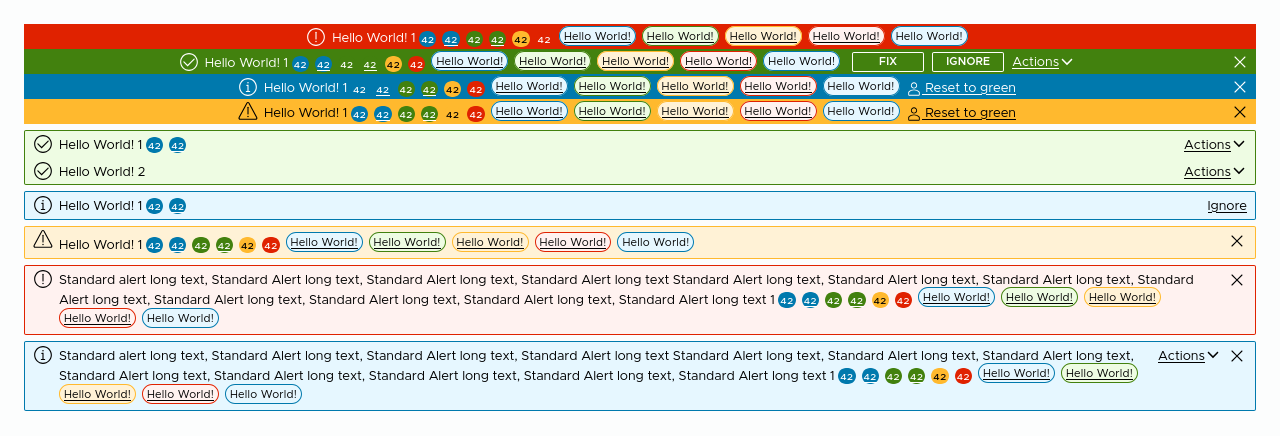 Hello World! 1 42 42 42 42 42 42 Hello World! Hello World! Hello World! Hello World! Hello World!
Hello World! 1 42 42 42 42 42 42 Hello World! Hello World! Hello World! Hello World! Hello World! FIX IGNORE Actions
Hello World! 1 42 42 42 42 42 42 Hello World! Hello World! Hello World! Hello World! Hello World! Reset to green
Hello World! 1 42 42 42 42 42 42 Hello World! Hello World! Hello World! Hello World! Hello World! Reset to green
Hello World! 1 42 42 Actions
Hello World! 2 Actions
Hello World! 1 42 42 Ignore
Hello World! 1 42 42 42 42 42 42 Hello World! Hello World! Hello World! Hello World! Hello World!
Standard alert long text, Standard Alert long text, Standard Alert long text, Standard Alert long text Standard Alert long text, Standard Alert long text, Standard Alert long text, Standard
Alert long text, Standard Alert long text, Standard Alert long text, Standard Alert long text, Standard Alert long text 1 42 42 42 42 42 42 Hello World! Hello World! Hello World!
Hello World! Hello World!
Standard alert long text, Standard Alert long text, Standard Alert long text, Standard Alert long text Standard Alert long text, Standard Alert long text, Standard Alert long text, Actions
Standard Alert long text, Standard Alert long text, Standard Alert long text, Standard Alert long text, Standard Alert long text 1 42 42 42 42 42 42 Hello World! Hello World!
Hello World! Hello World! Hello World!